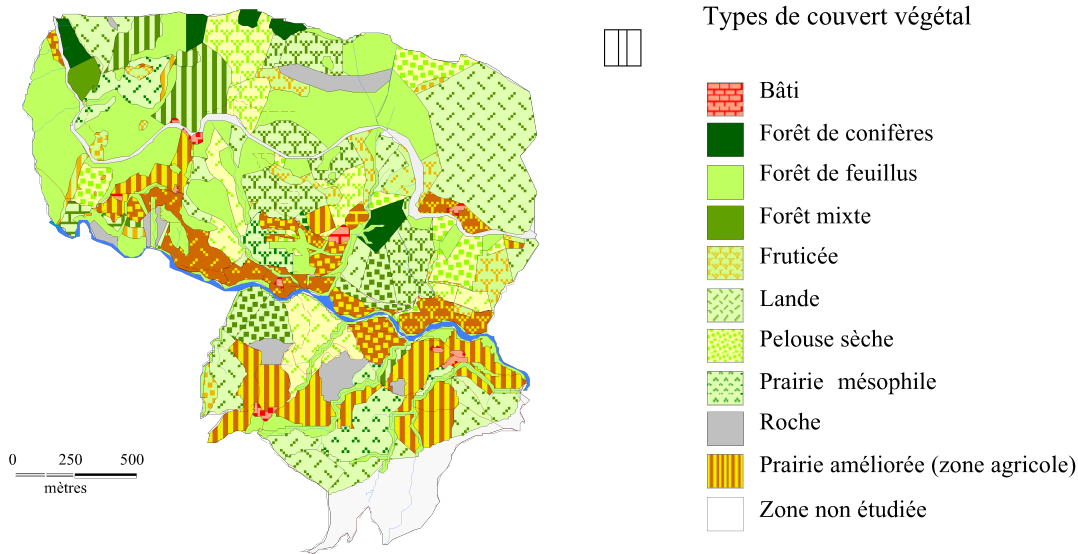 Types de couvert végétal
Bâti
Forêt de conifères
Forêt de feuillus
Forêt mixte
Fruticée
Lande
Pelouse sèche
Prairie mésophile
Roche
Prairie améliorée (zone agricole)
Zone non étudiée
0 250 500
mètres